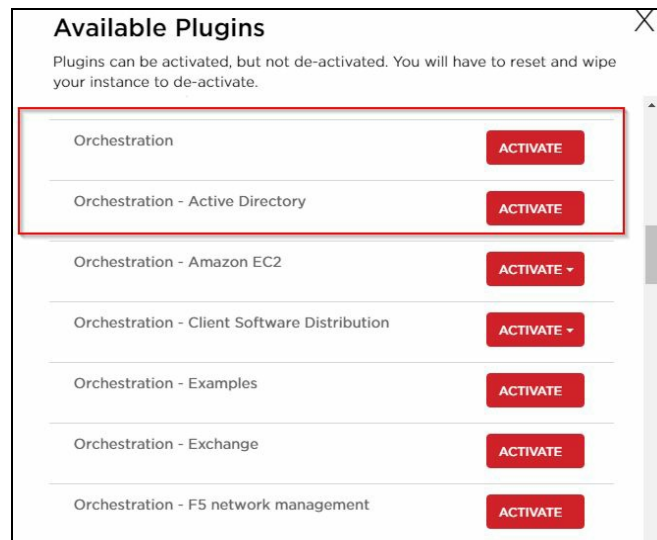 Available Plugins
X
Plugins can be activated, but not de-activated. You will have to reset and wipe
your instance to de-activate.
Orchestration ACTIVATE
Orchestration - Active Directory ACTIVATE
Orchestration - Amazon EC2 ACTIVATE
Orchestration - Client Software Distribution ACTIVATE
Orchestration - Examples ACTIVATE
Orchestration - Exchange ACTIVATE
Orchestration - F5 network management ACTIVATE